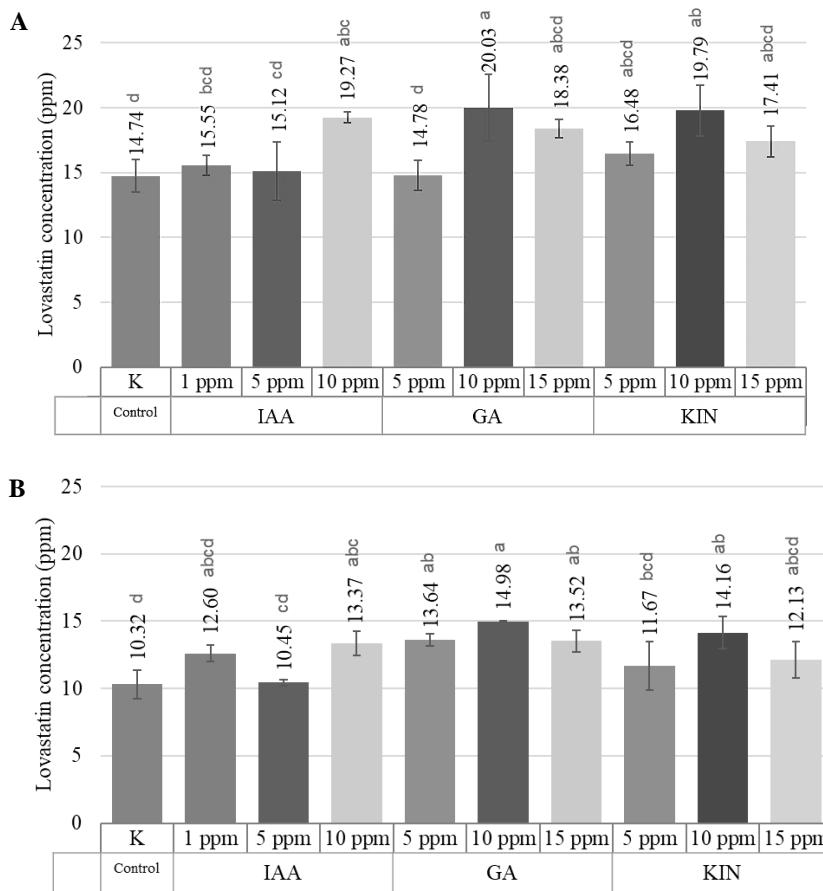 A
Lovastatin concentration (ppm)
25
20
15
10
5
0
14.74 d
15.55 bcd
15.12 cd
19.27 abc
14.78 d
20.03 a
18.38 abcd
16.48 abcd
19.79 ab
17.41 abcd
K 1 ppm 5 ppm 10 ppm 5 ppm 10 ppm 15 ppm 5 ppm 10 ppm 15 ppm
Control IAA GA KIN
B
Lovastatin concentration (ppm)
25
20
15
10
5
0
10.32 d
12.60 abcd
10.45 cd
13.37 abc
13.64 ab
14.98 a
13.52 ab
11.67 bcd
14.16 ab
12.13 abcd
K 1 ppm 5 ppm 10 ppm 5 ppm 10 ppm 15 ppm 5 ppm 10 ppm 15 ppm
Control IAA GA KIN